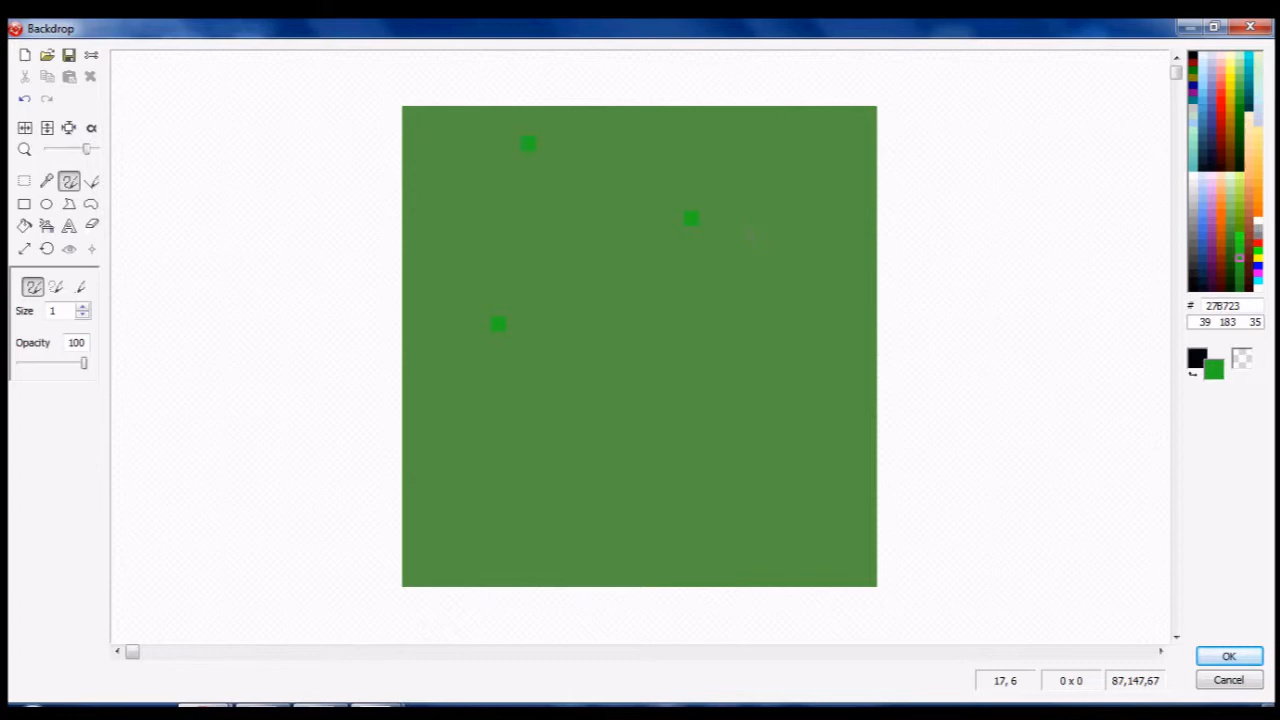 Backdrop
Size 1
Opacity 100
# 27B723
39 183 35
OK
17, 6 0 x 0 87,147,67
Cancel